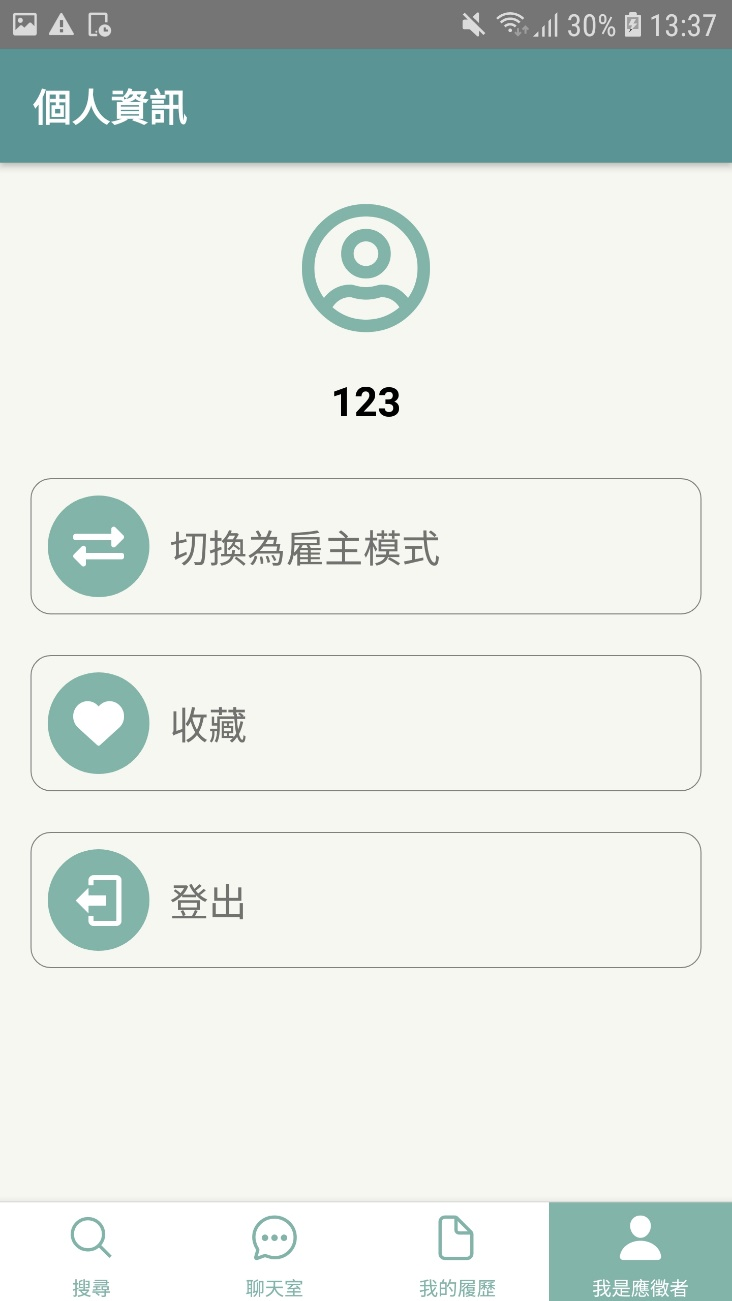 30% 13:37
個人資訊
123
切換為雇主模式
收藏
登出
搜尋 聊天室 我的履歷 我是應徵者